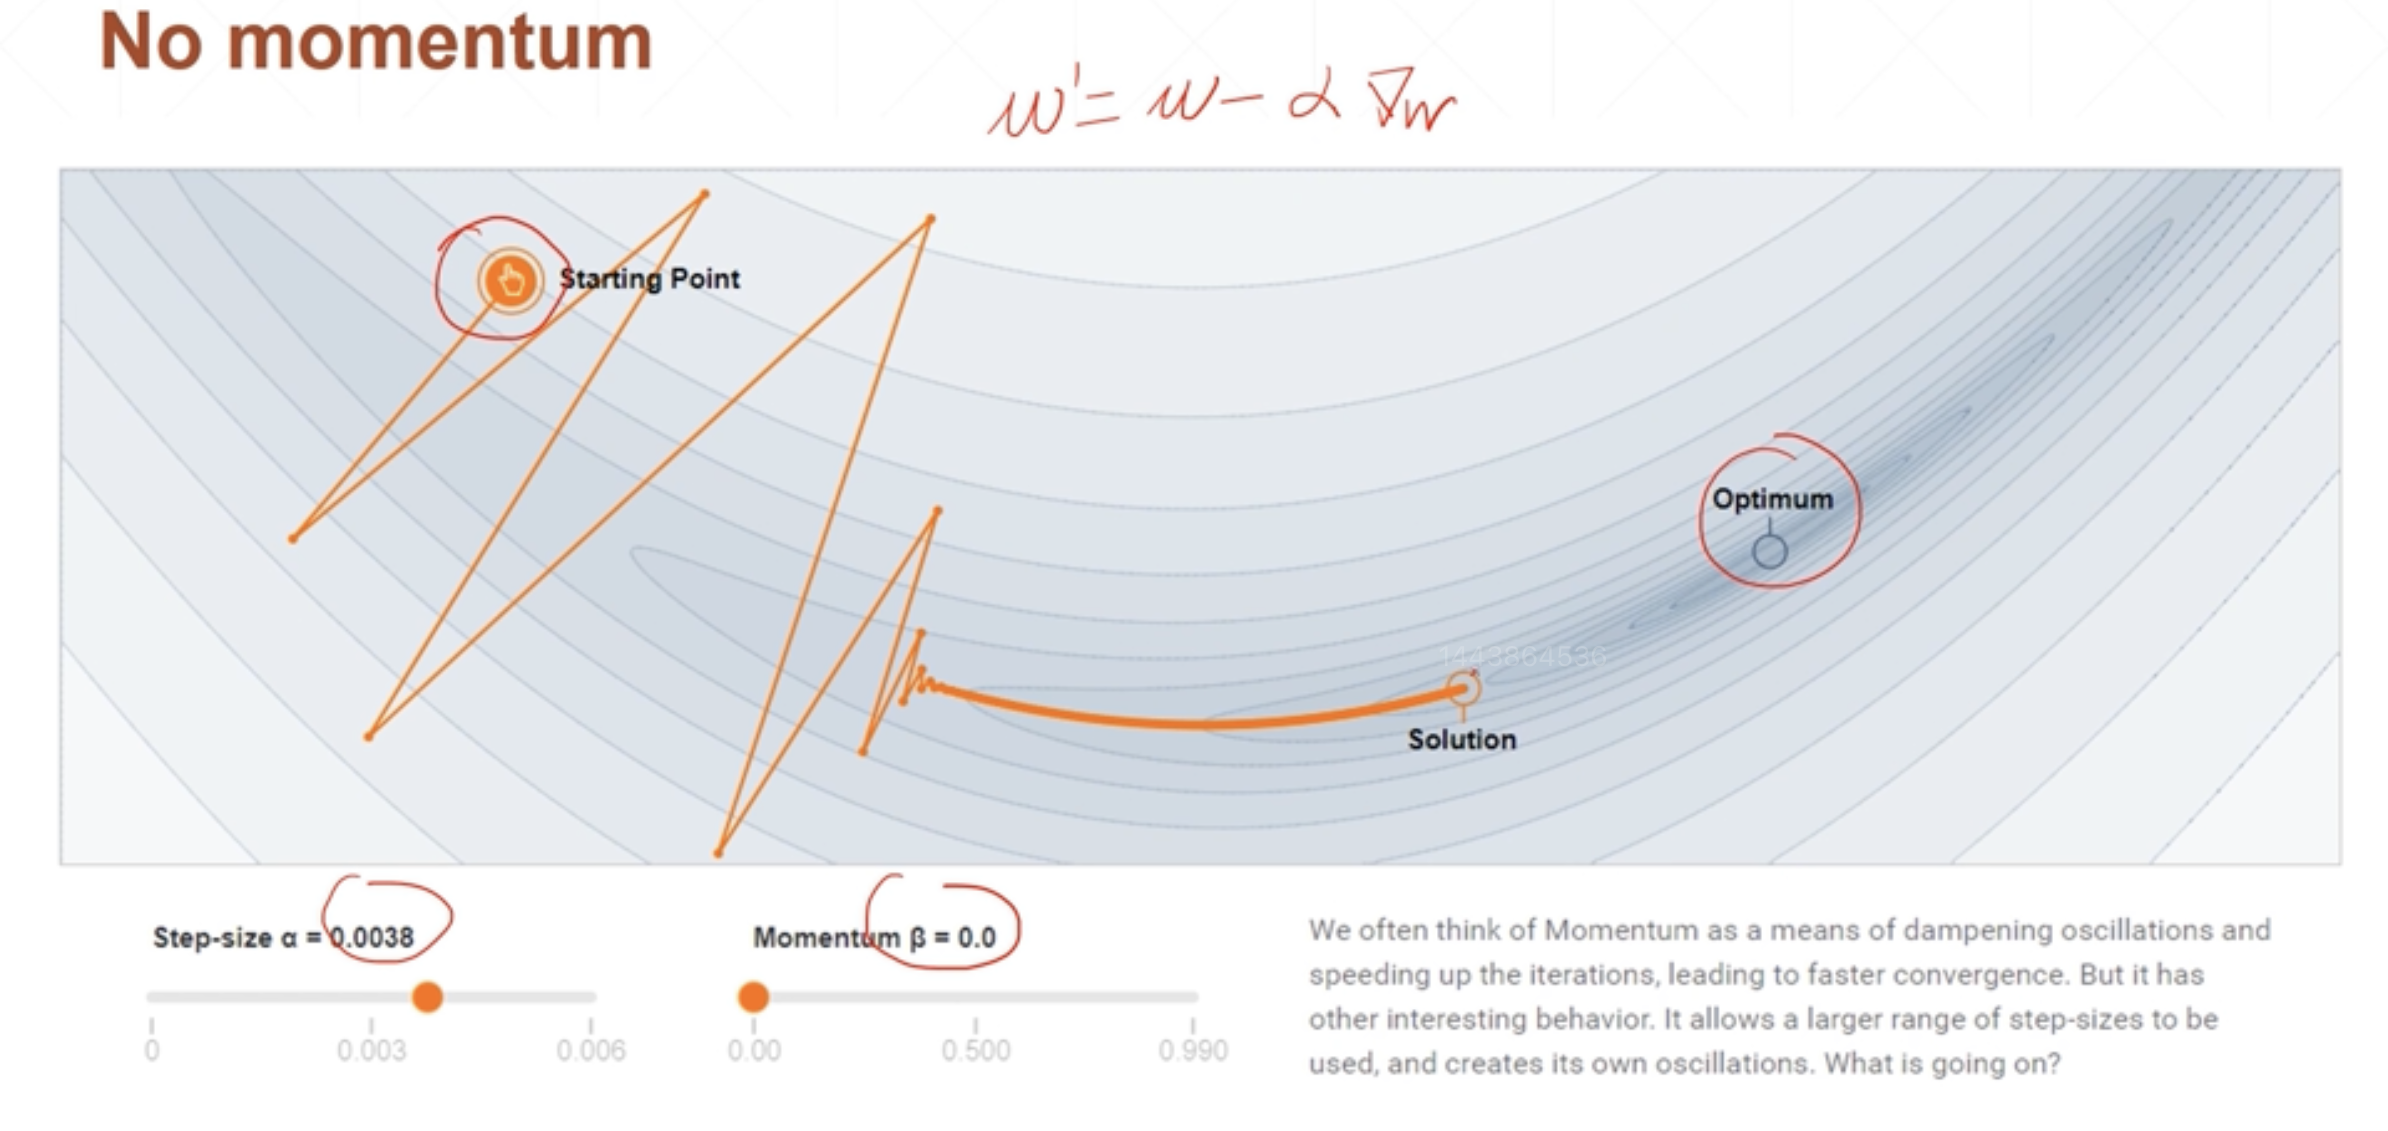 No momentum
w' = w - α ∇w
Starting Point
Optimum
1443864536
Solution
Step-size α = 0.0038
0 0.003 0.006
Momentum β = 0.0
0.00 0.500 0.990
We often think of Momentum as a means of dampening oscillations and
speeding up the iterations, leading to faster convergence. But it has
other interesting behavior. It allows a larger range of step-sizes to be
used, and creates its own oscillations. What is going on?